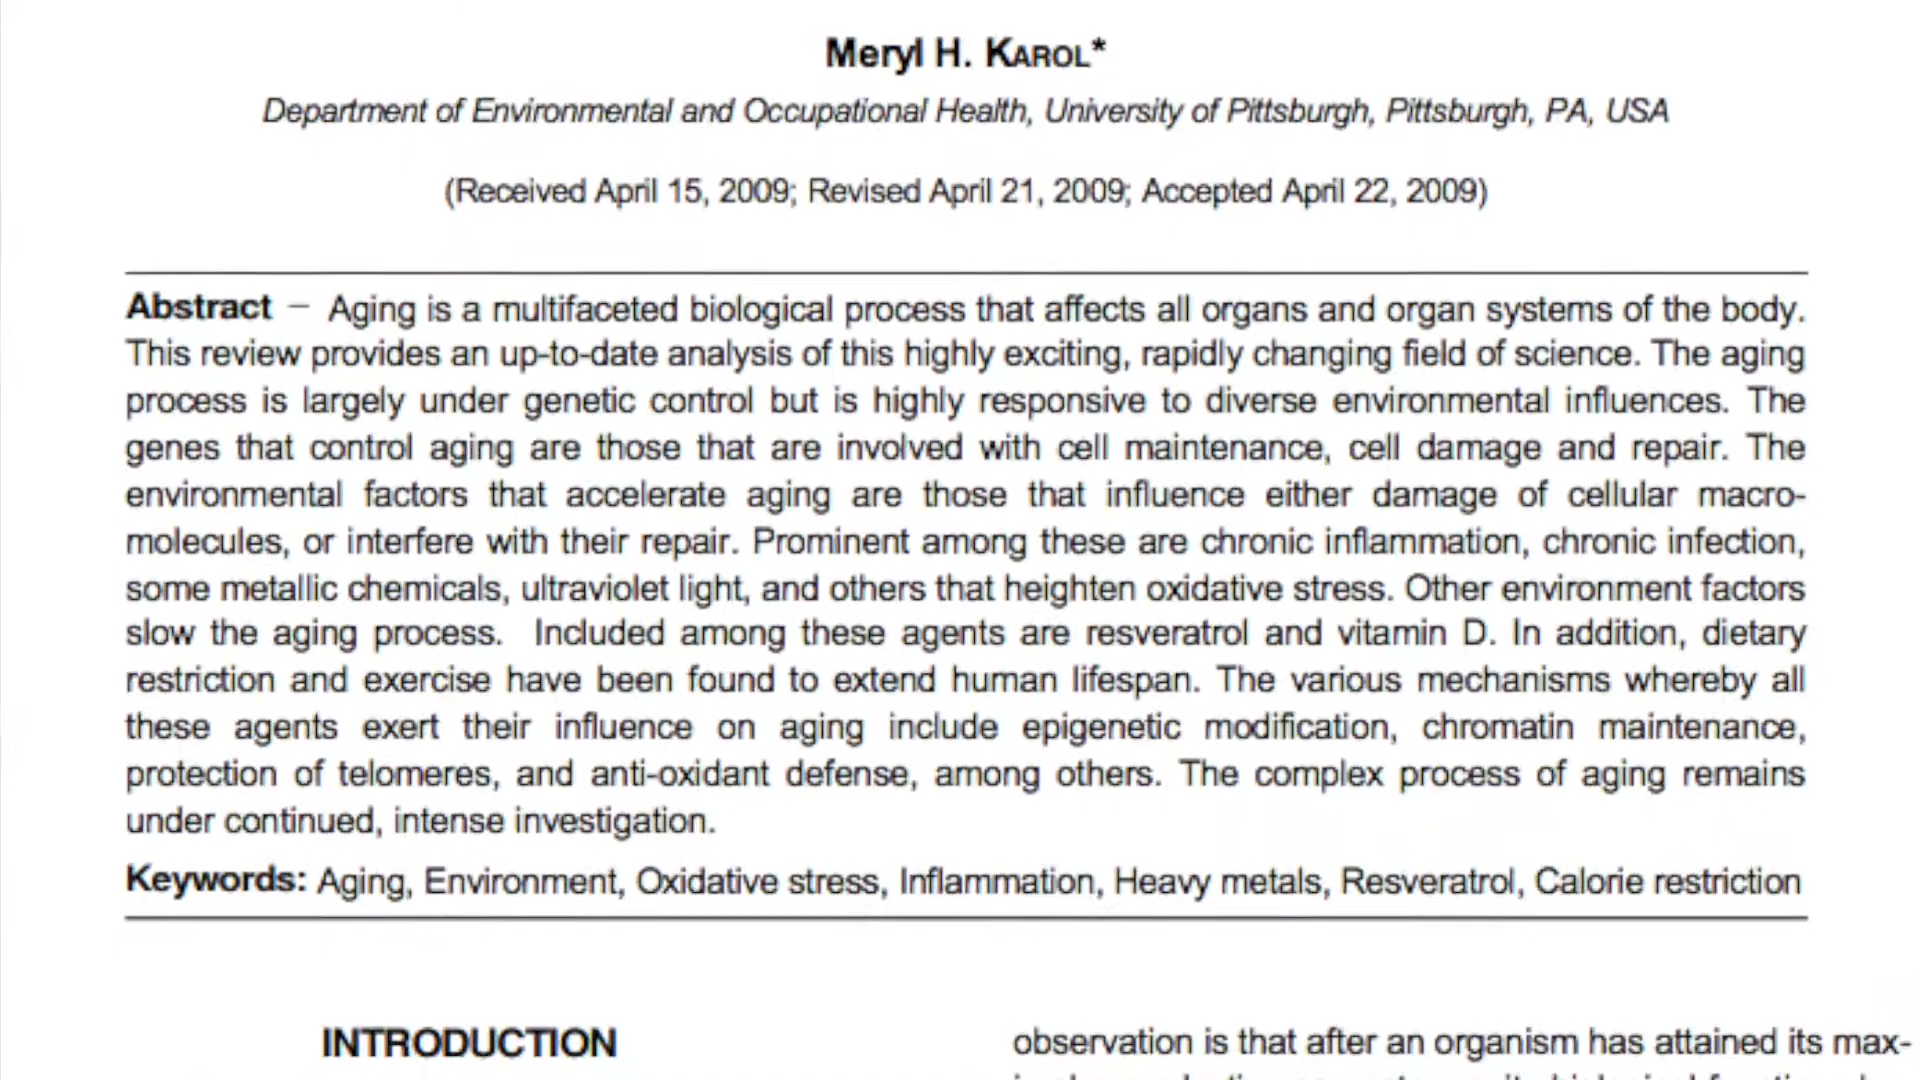 Meryl H. KAROL*
Department of Environmental and Occupational Health, University of Pittsburgh, Pittsburgh, PA, USA
(Received April 15, 2009; Revised April 21, 2009; Accepted April 22, 2009)
Abstract – Aging is a multifaceted biological process that affects all organs and organ systems of the body.
This review provides an up-to-date analysis of this highly exciting, rapidly changing field of science. The aging
process is largely under genetic control but is highly responsive to diverse environmental influences. The
genes that control aging are those that are involved with cell maintenance, cell damage and repair. The
environmental factors that accelerate aging are those that influence either damage of cellular macro-
molecules, or interfere with their repair. Prominent among these are chronic inflammation, chronic infection,
some metallic chemicals, ultraviolet light, and others that heighten oxidative stress. Other environment factors
slow the aging process. Included among these agents are resveratrol and vitamin D. In addition, dietary
restriction and exercise have been found to extend human lifespan. The various mechanisms whereby all
these agents exert their influence on aging include epigenetic modification, chromatin maintenance,
protection of telomeres, and anti-oxidant defense, among others. The complex process of aging remains
under continued, intense investigation.
Keywords: Aging, Environment, Oxidative stress, Inflammation, Heavy metals, Resveratrol, Calorie restriction
INTRODUCTION
observation is that after an organism has attained its max-